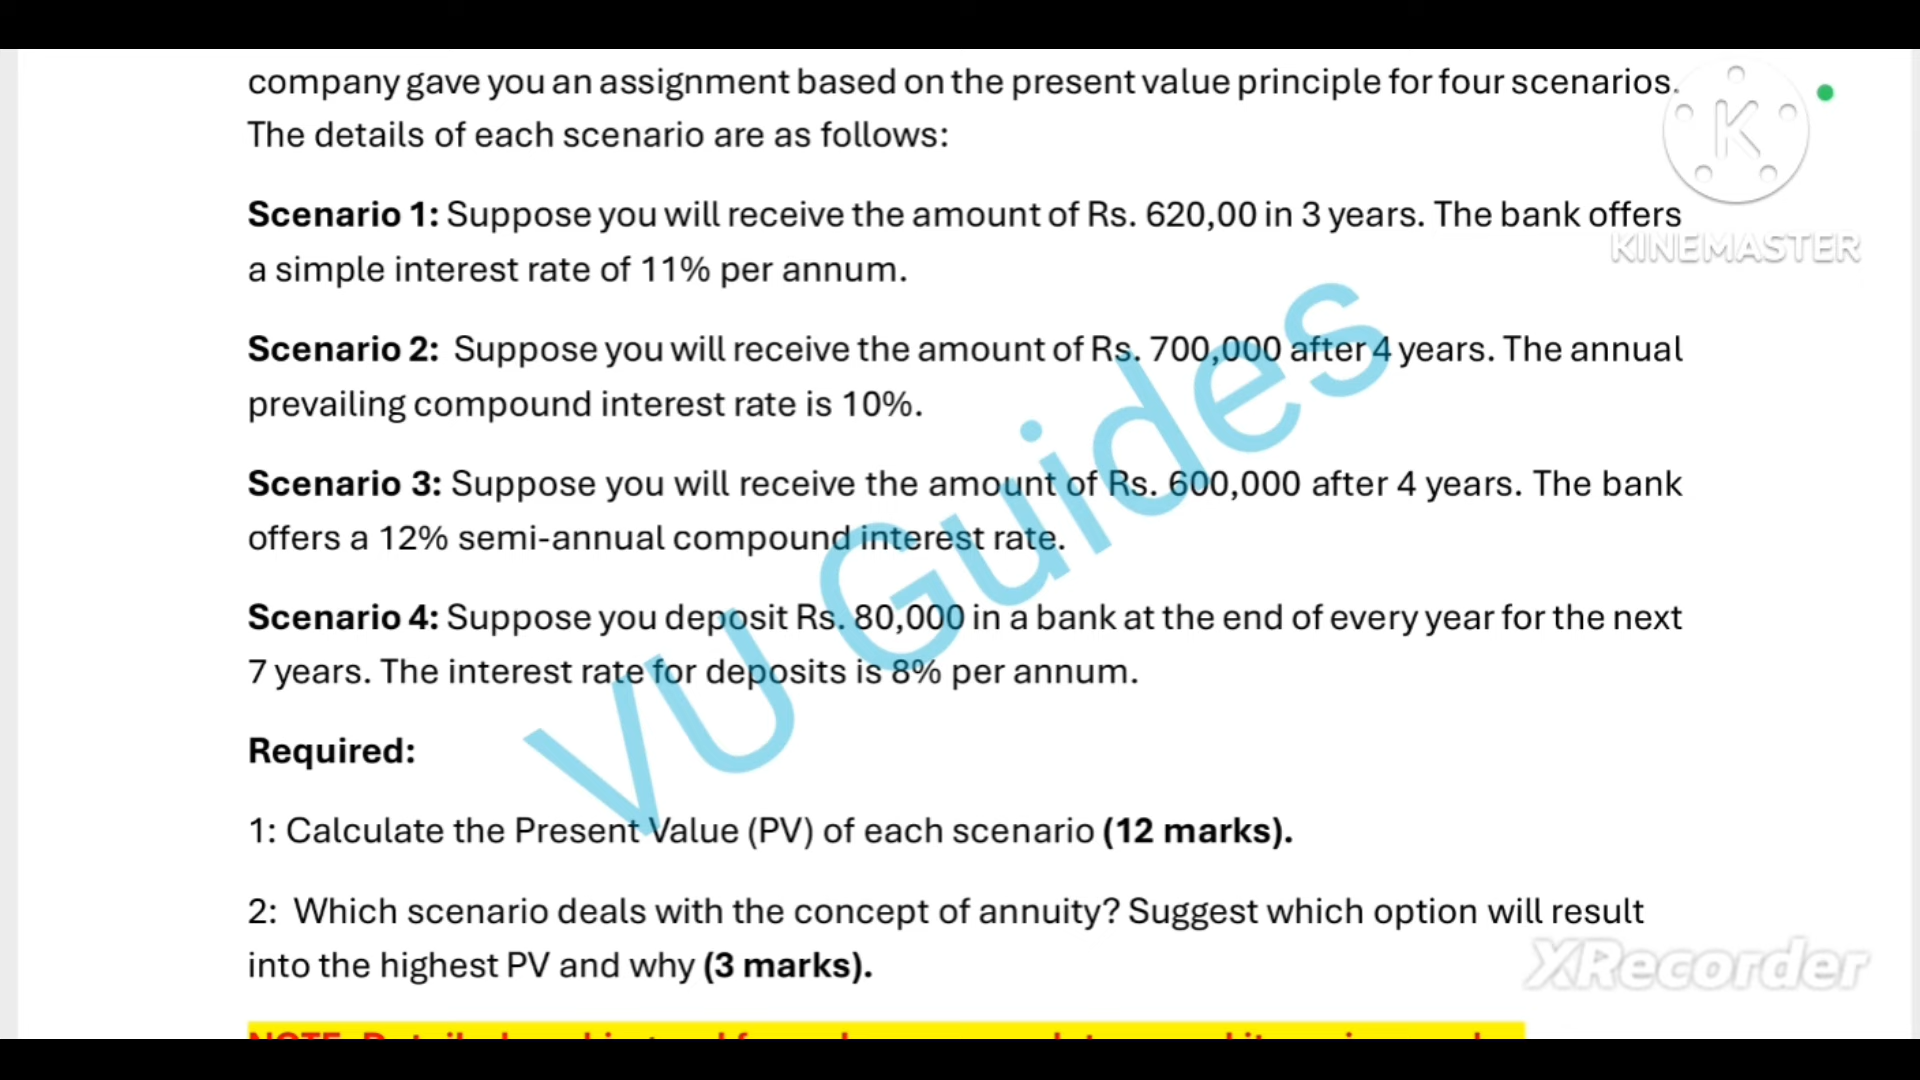 company gave you an assignment based on the present value principle for four scenarios.
The details of each scenario are as follows:
Scenario 1: Suppose you will receive the amount of Rs. 620,00 in 3 years. The bank offers
a simple interest rate of 11% per annum.
Scenario 2: Suppose you will receive the amount of Rs. 700,000 after 4 years. The annual
prevailing compound interest rate is 10%.
Scenario 3: Suppose you will receive the amount of Rs. 600,000 after 4 years. The bank
offers a 12% semi-annual compound interest rate.
Scenario 4: Suppose you deposit Rs. 80,000 in a bank at the end of every year for the next
7 years. The interest rate for deposits is 8% per annum.
Required:
1: Calculate the Present Value (PV) of each scenario (12 marks).
2: Which scenario deals with the concept of annuity? Suggest which option will result
into the highest PV and why (3 marks).
VU Guides
K
KINEMASTER
XRecorder